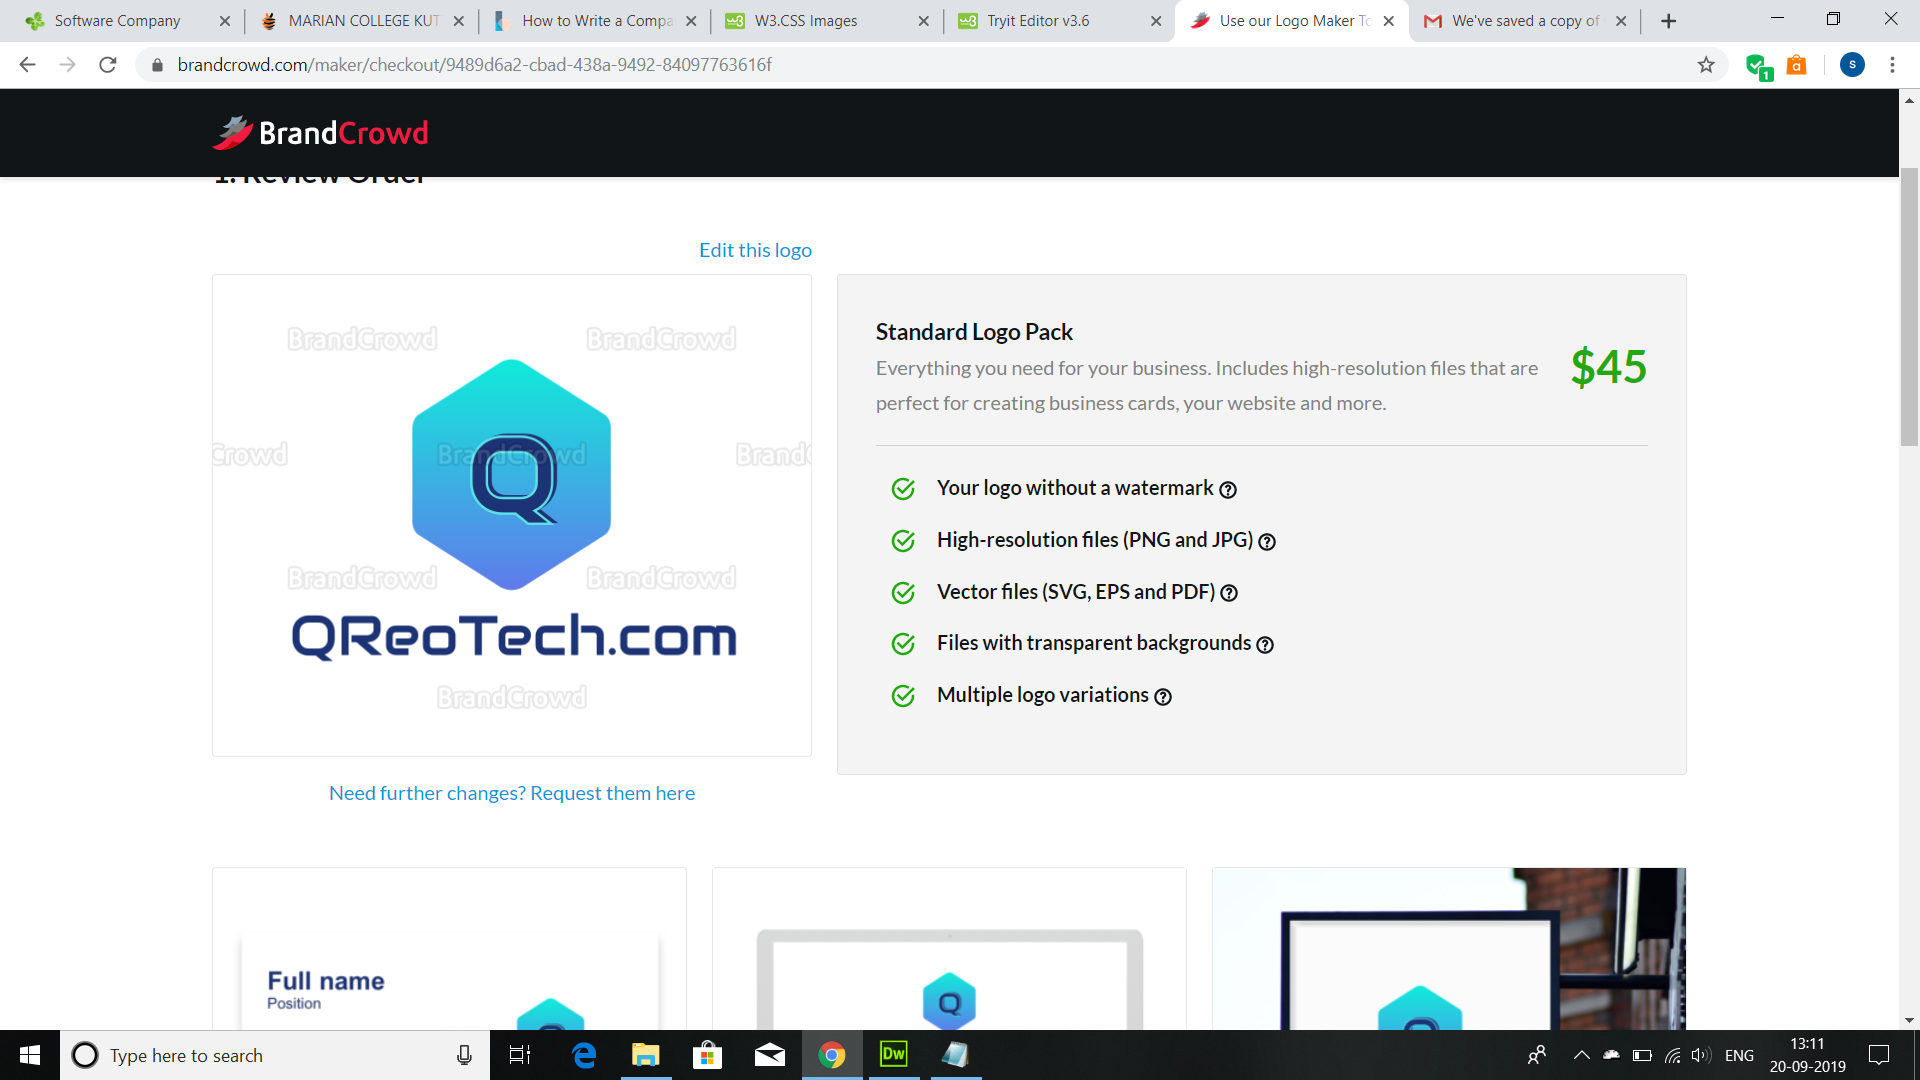 Software Company
MARIAN COLLEGE KUT
How to Write a Compa
W3.CSS Images
Tryit Editor v3.6
Use our Logo Maker To
We've saved a copy of
brandcrowd.com/maker/checkout/9489d6a2-cbad-438a-9492-84097763616f
1
a
S
BrandCrowd
1. Review Order
Edit this logo
BrandCrowd BrandCrowd
Crowd BrandCrowd Brand
Q
BrandCrowd BrandCrowd
QReoTech.com
BrandCrowd
Need further changes? Request them here
Standard Logo Pack
$45
Everything you need for your business. Includes high-resolution files that are
perfect for creating business cards, your website and more.
Your logo without a watermark
High-resolution files (PNG and JPG)
Vector files (SVG, EPS and PDF)
Files with transparent backgrounds
Multiple logo variations
Full name
Position
Q
Type here to search
Dw
ENG
13:11
20-09-2019